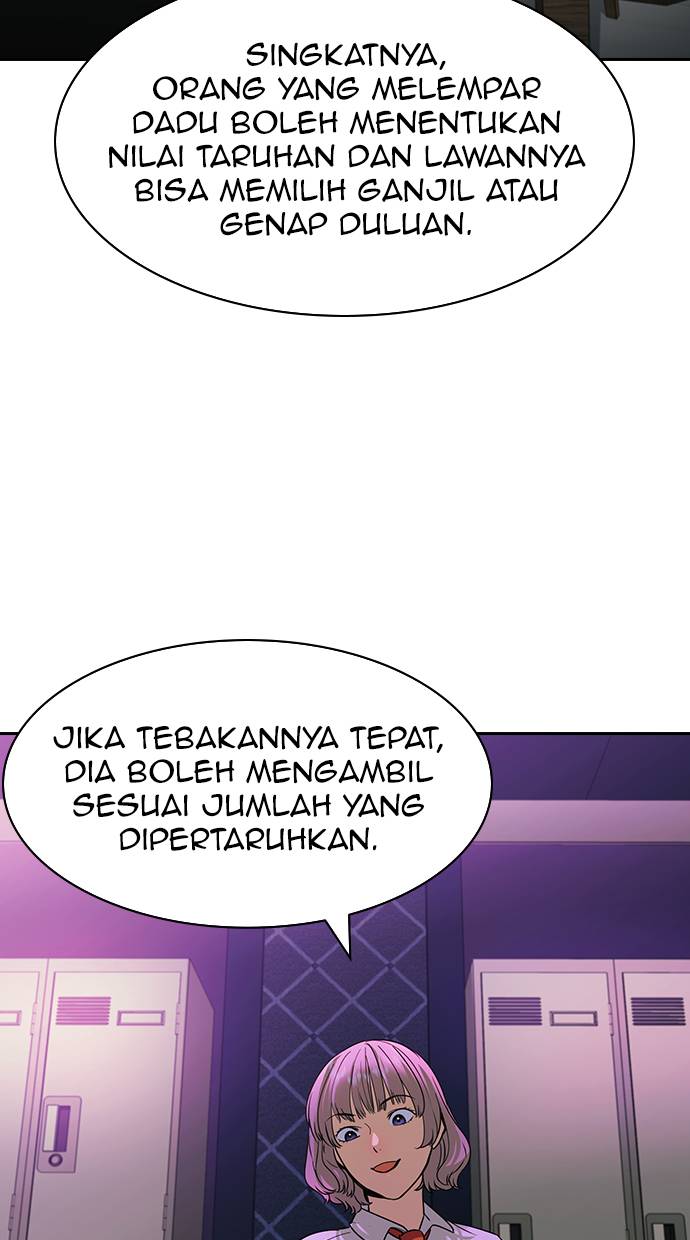 SINGKATNYA,
ORANG YANG MELEMPAR
DADU BOLEH MENENTUKAN
NILAI TARUHAN DAN LAWANNYA
BISA MEMILIH GANJIL ATAU
GENAP DULUAN.
JIKA TEBAKANNYA TEPAT,
DIA BOLEH MENGAMBIL
SESUAI JUMLAH YANG
DIPERTARUHKAN.